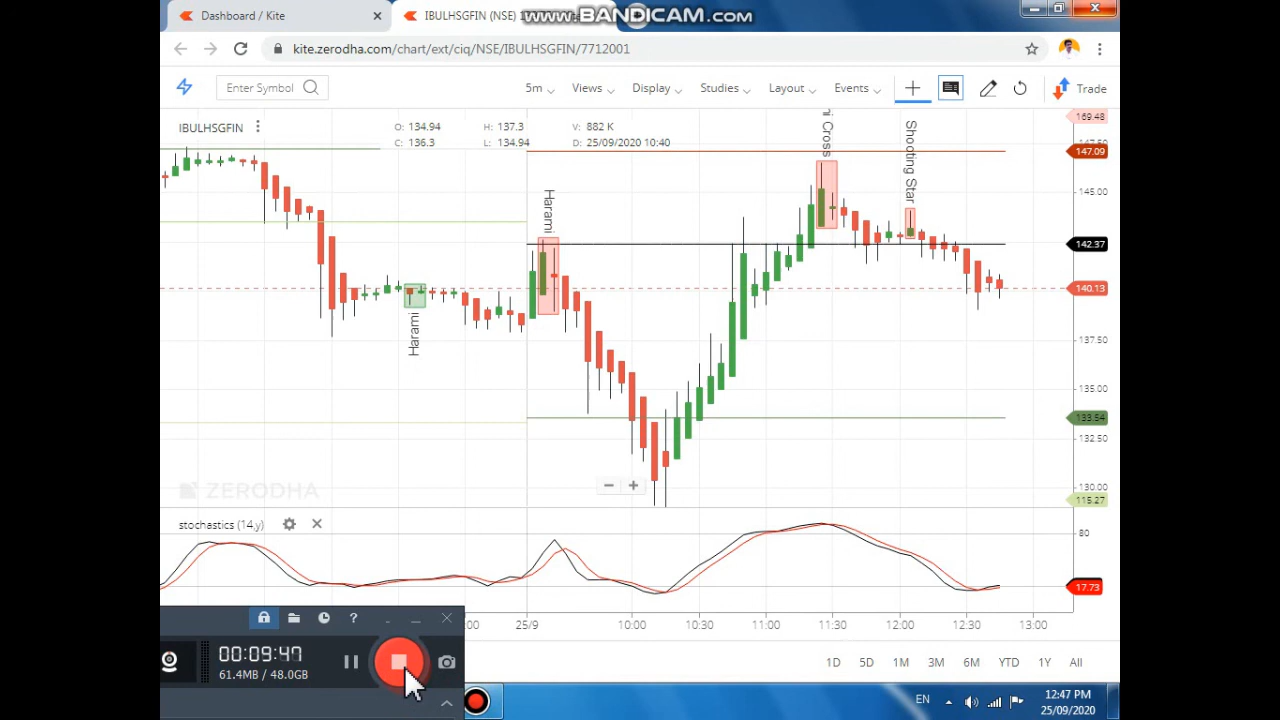 Dashboard / Kite
IBULHSGFIN (NSE)
www.BANDICAM.com
kite.zerodha.com/chart/ext/ciq/NSE/IBULHSGFIN/7712001
Enter Symbol
5m
Views
Display
Studies
Layout
Events
Trade
IBULHSGFIN
O: 134.94
H: 137.3
V: 882 K
C: 136.3
L: 134.94
D: 25/09/2020 10:40
169.48
147.09
145.00
142.37
140.13
137.50
135.00
133.54
132.50
130.00
Harami
Harami
Cross
Shooting Star
ZERODHA
stochastics (14,y)
80
17.73
25/9
10:00
10:30
11:00
11:30
12:00
12:30
13:00
1D
5D
1M
3M
6M
YTD
1Y
All
?
00:09:47
61.4MB / 48.0GB
EN
12:47 PM
25/09/2020